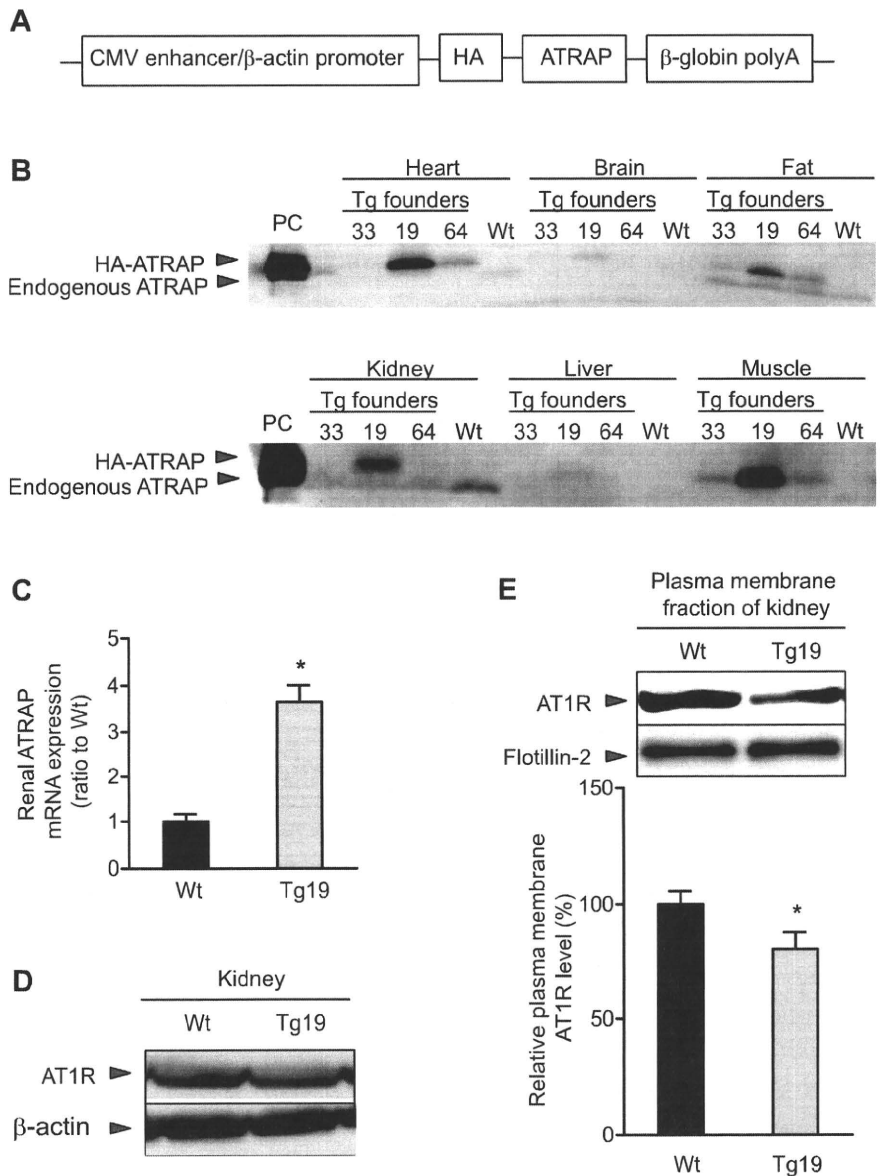 A
CMV enhancer/β-actin promoter
HA
ATRAP
β-globin polyA
B
Heart
Brain
Fat
Tg founders
Tg founders
Tg founders
PC
33 19 64 Wt
33 19 64 Wt
33 19 64 Wt
HA-ATRAP
Endogenous ATRAP
Kidney
Liver
Muscle
Tg founders
Tg founders
Tg founders
PC
33 19 64 Wt
33 19 64 Wt
33 19 64 Wt
HA-ATRAP
Endogenous ATRAP
C
Renal ATRAP
mRNA expression
(ratio to Wt)
5
4
3
2
1
0
*
Wt
Tg19
D
Kidney
Wt
Tg19
AT1R
β-actin
E
Plasma membrane
fraction of kidney
Wt
Tg19
AT1R
Flotillin-2
Relative plasma membrane
AT1R level (%)
150
100
50
0
*
Wt
Tg19